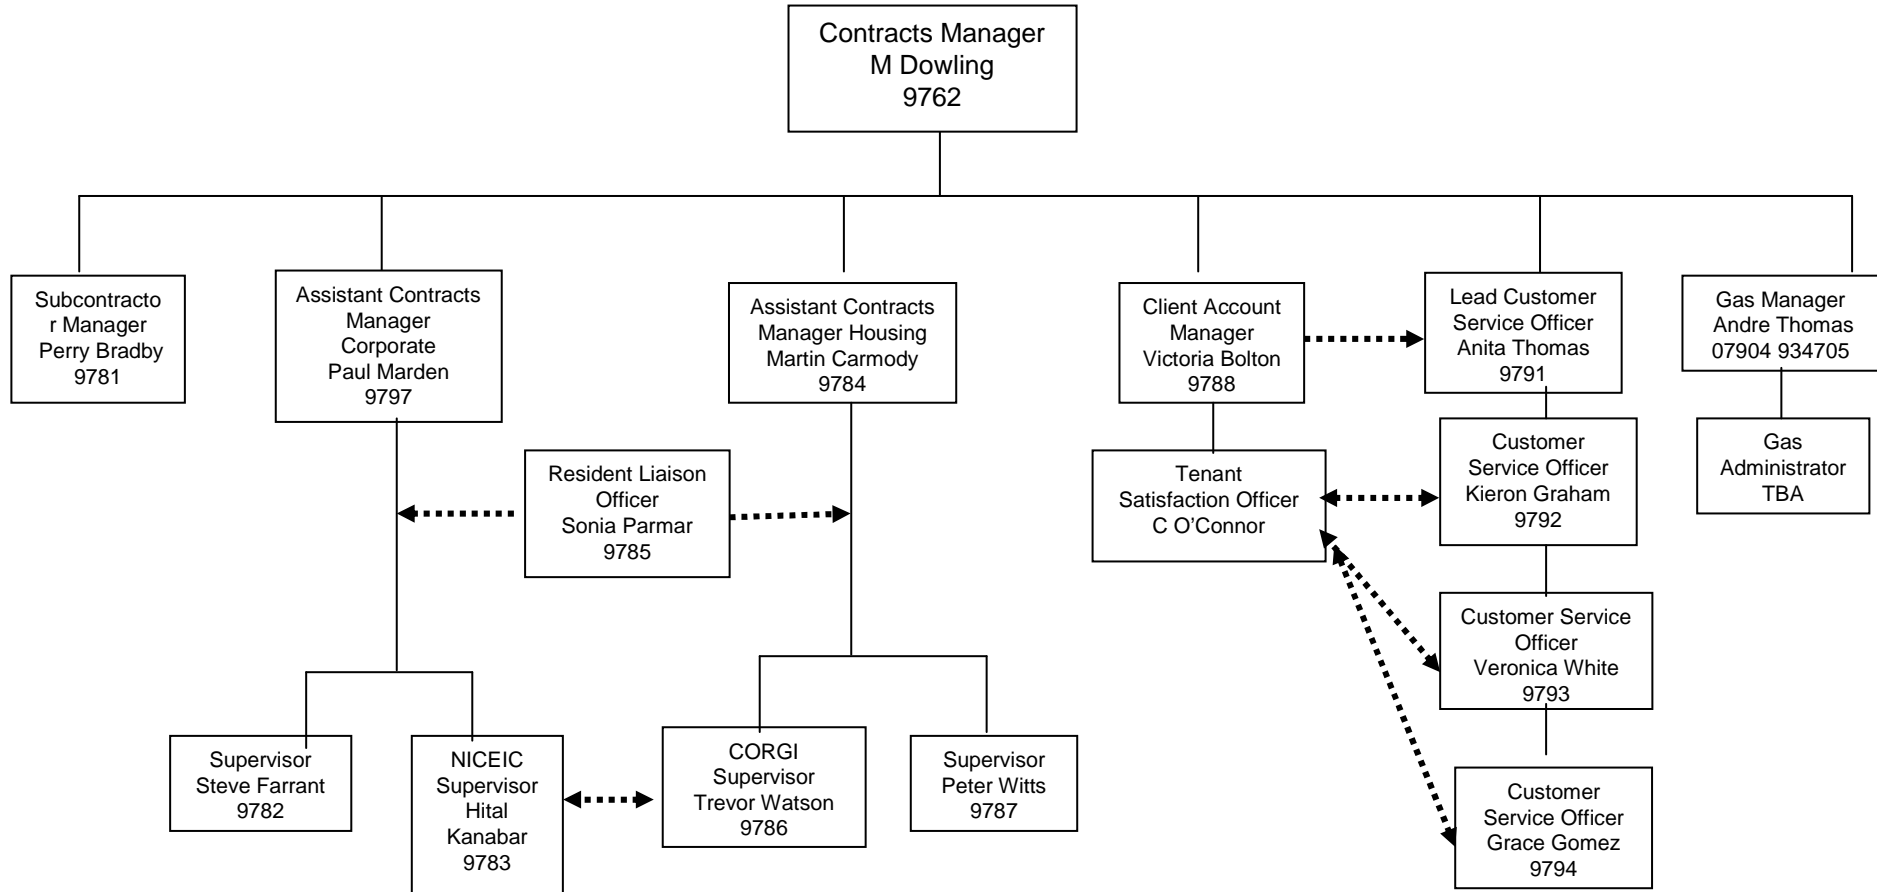 Contracts Manager
M Dowling
9762
Subcontracto
r Manager
Perry Bradby
9781
Assistant Contracts
Manager
Corporate
Paul Marden
9797
Assistant Contracts
Manager Housing
Martin Carmody
9784
Client Account
Manager
Victoria Bolton
9788
Lead Customer
Service Officer
Anita Thomas
9791
Gas Manager
Andre Thomas
07904 934705
Resident Liaison
Officer
Sonia Parmar
9785
Tenant
Satisfaction Officer
C O’Connor
Customer
Service Officer
Kieron Graham
9792
Gas
Administrator
TBA
Customer Service
Officer
Veronica White
9793
Supervisor
Steve Farrant
9782
NICEIC
Supervisor
Hital
Kanabar
9783
CORGI
Supervisor
Trevor Watson
9786
Supervisor
Peter Witts
9787
Customer
Service Officer
Grace Gomez
9794